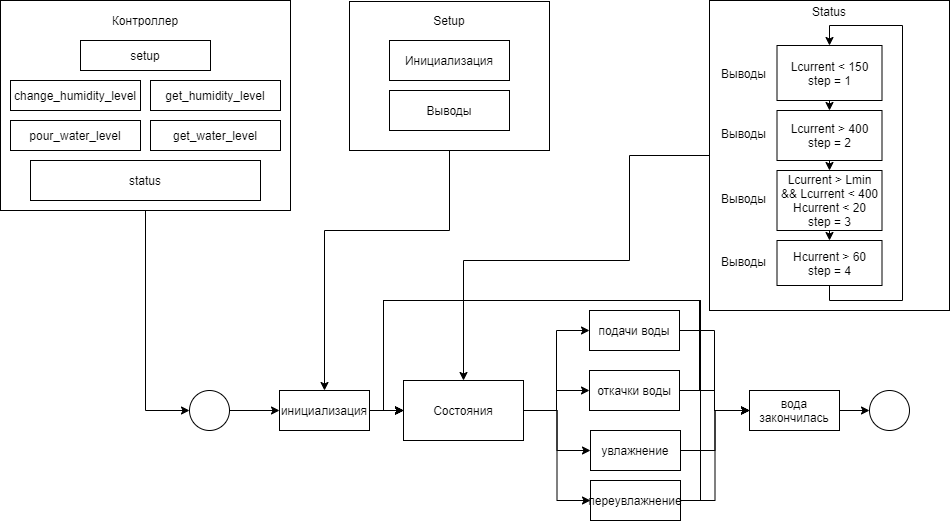 Контроллер
setup
change_humidity_level
get_humidity_level
pour_water_level
get_water_level
status
Setup
Инициализация
Выводы
Status
Выводы
Lcurrent < 150
step = 1
Выводы
Lcurrent > 400
step = 2
Выводы
Lcurrent > Lmin
&& Lcurrent < 400
Hcurrent < 20
step = 3
Выводы
Hcurrent > 60
step = 4
инициализация
Состояния
подачи воды
откачки воды
увлажнение
переувлажнение
вода
закончилась